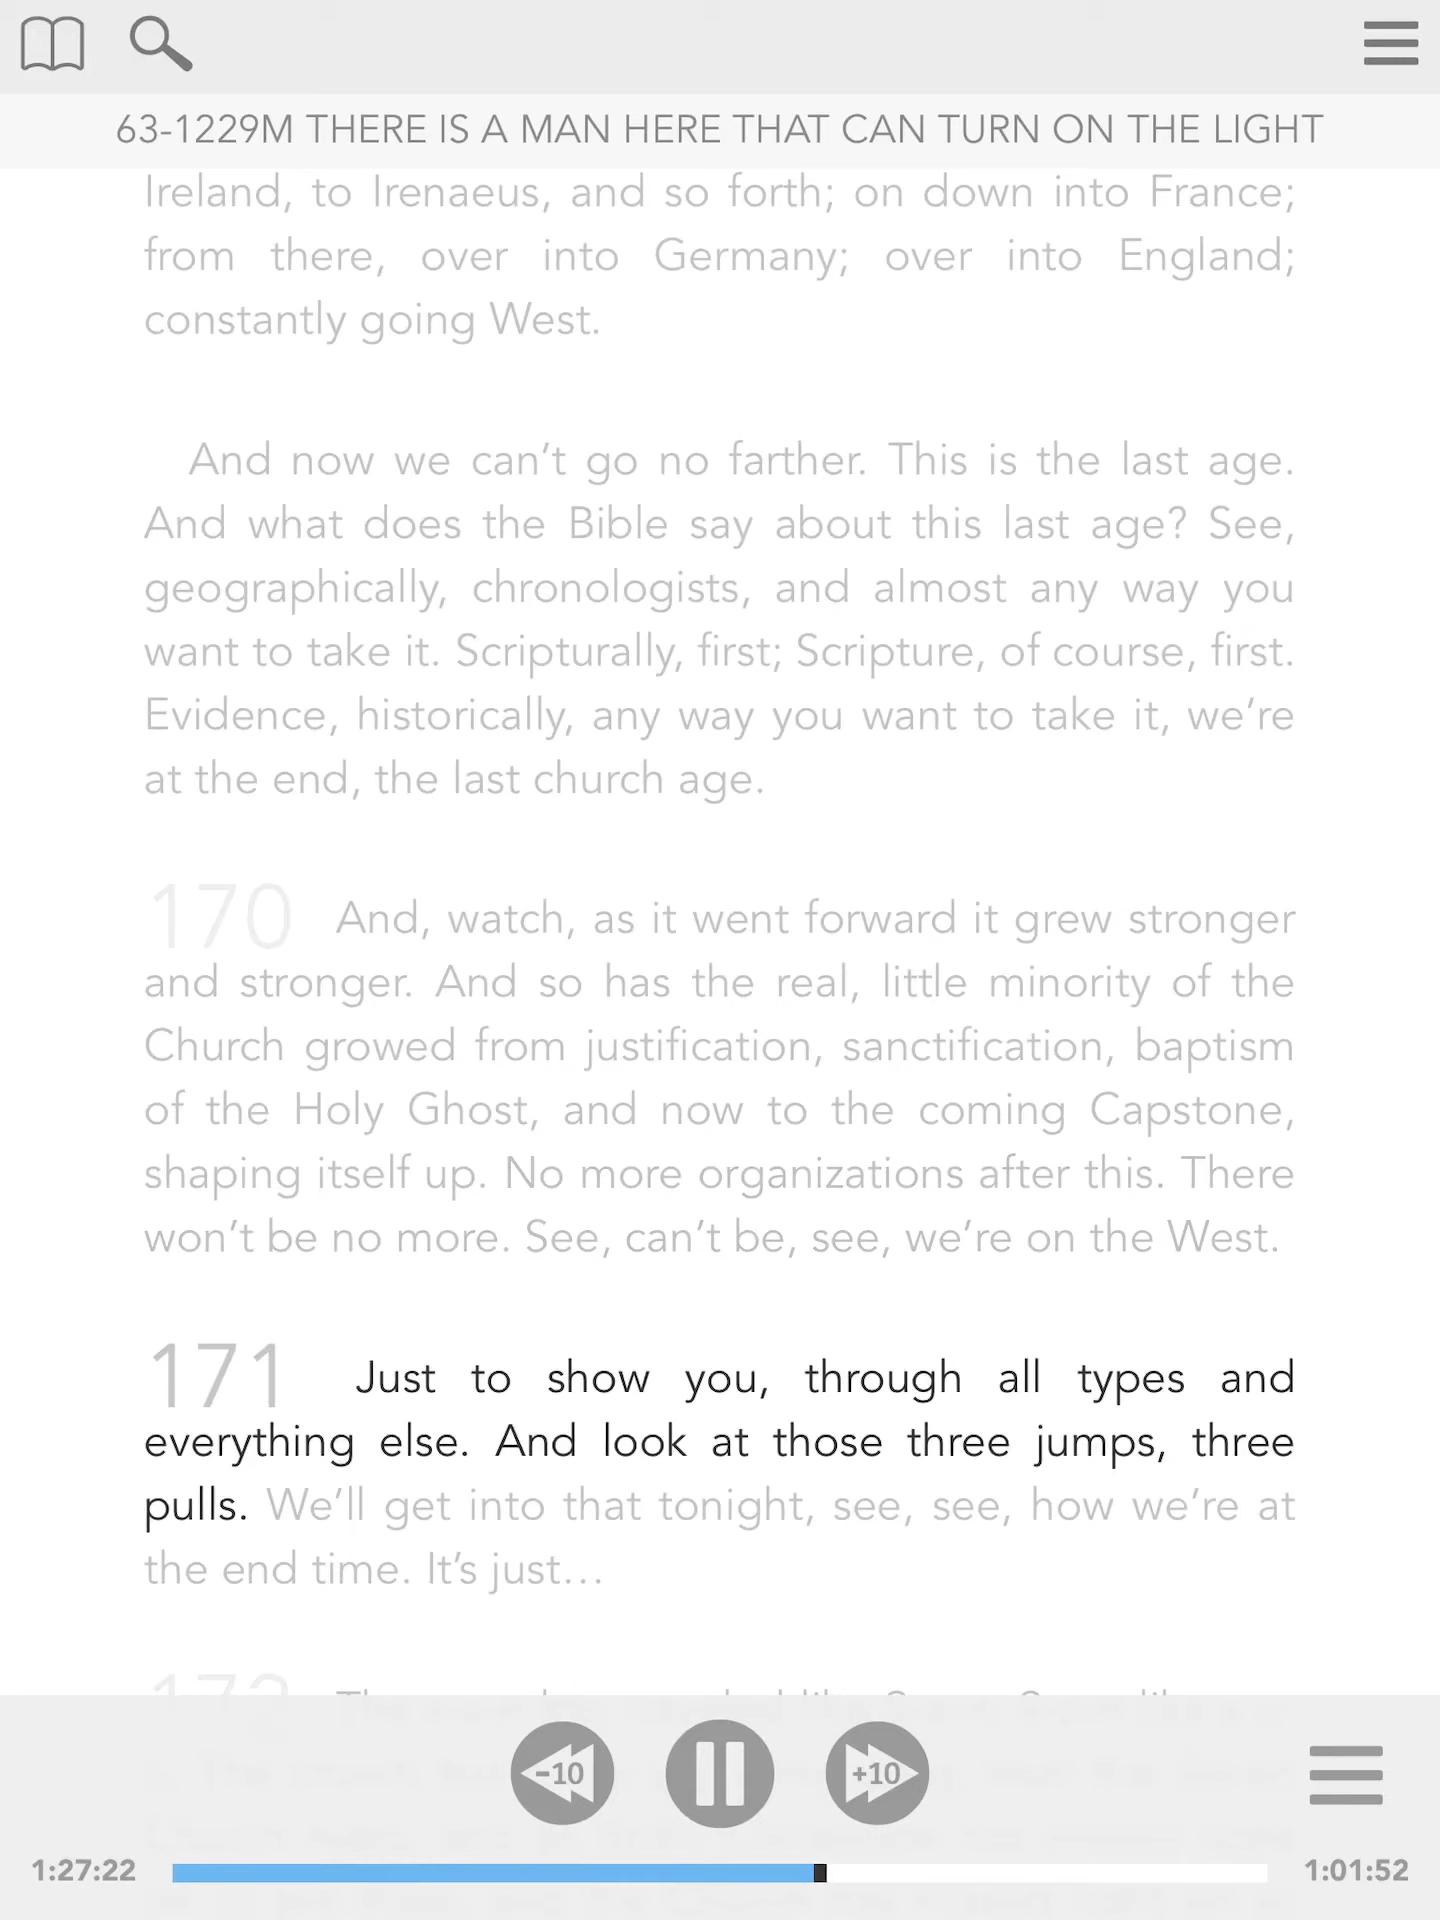 63-1229M THERE IS A MAN HERE THAT CAN TURN ON THE LIGHT
Ireland, to Irenaeus, and so forth; on down into France;
from there, over into Germany; over into England;
constantly going West.
And now we can’t go no farther. This is the last age.
And what does the Bible say about this last age? See,
geographically, chronologists, and almost any way you
want to take it. Scripturally, first; Scripture, of course, first.
Evidence, historically, any way you want to take it, we’re
at the end, the last church age.
170 And, watch, as it went forward it grew stronger
and stronger. And so has the real, little minority of the
Church growed from justification, sanctification, baptism
of the Holy Ghost, and now to the coming Capstone,
shaping itself up. No more organizations after this. There
won’t be no more. See, can’t be, see, we’re on the West.
171 Just to show you, through all types and
everything else. And look at those three jumps, three
pulls. We’ll get into that tonight, see, see, how we’re at
the end time. It’s just…
172
-10 +10
1:27:22 1:01:52